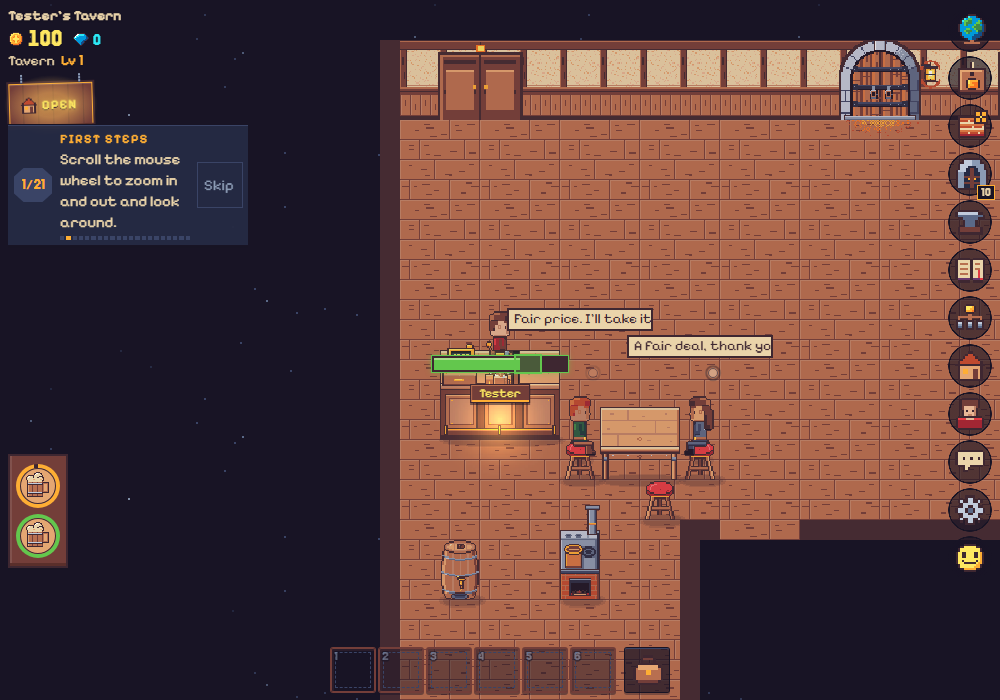 Tester's Tavern
100 0
Tavern Lv 1
OPEN
FIRST STEPS
1/21
Scroll the mouse
wheel to zoom in
and out and look
around.
Skip
10
Fair price. I'll take it
A fair deal, thank yo
Tester
1 2 3 4 5 6